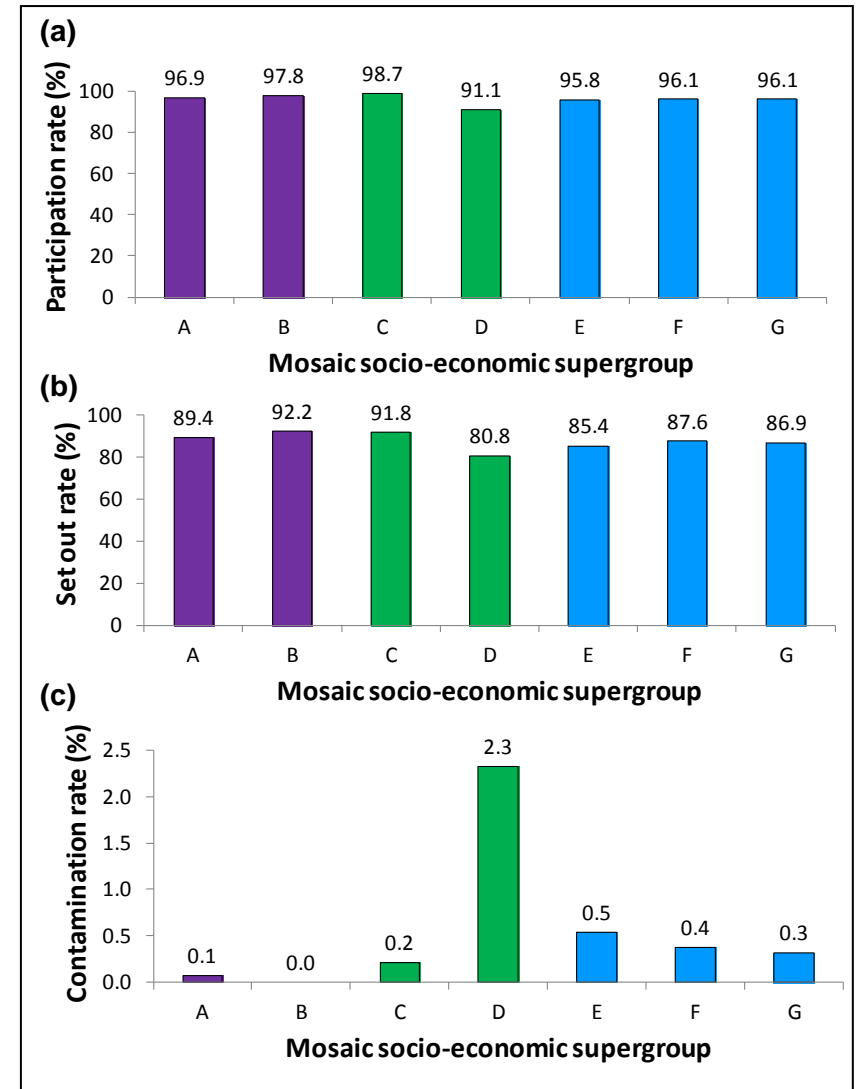 (a)
Participation rate (%)
100
80
60
40
20
0
96.9 97.8 98.7 91.1 95.8 96.1 96.1
A B C D E F G
Mosaic socio-economic supergroup
(b)
Set out rate (%)
100
80
60
40
20
0
89.4 92.2 91.8 80.8 85.4 87.6 86.9
A B C D E F G
Mosaic socio-economic supergroup
(c)
Contamination rate (%)
2.5
2.0
1.5
1.0
0.5
0.0
0.1 0.0 0.2 2.3 0.5 0.4 0.3
A B C D E F G
Mosaic socio-economic supergroup